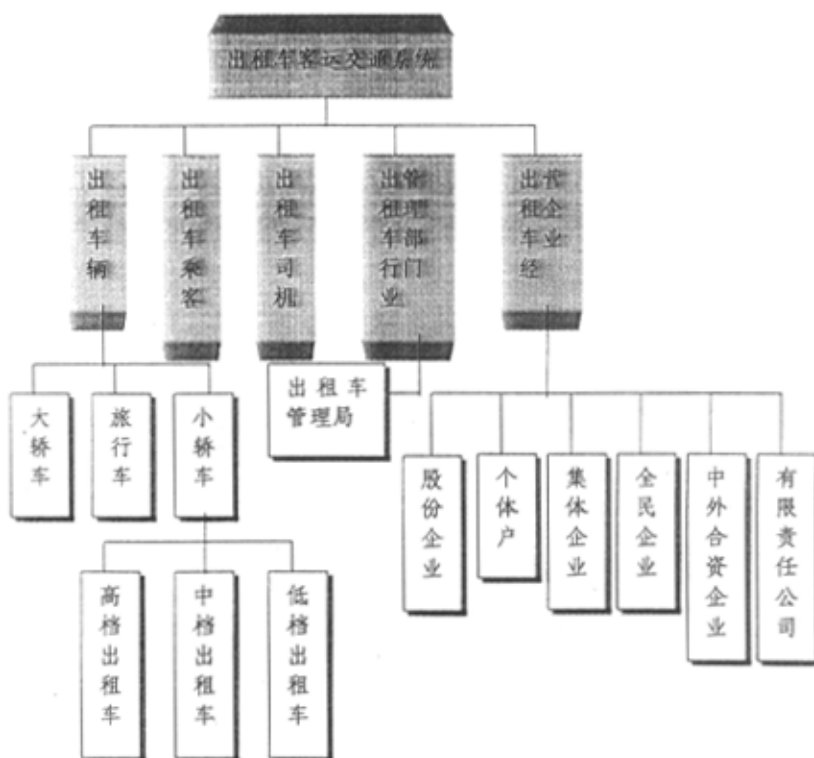 出租车客运交通系统
出租车辆
出租车乘客
出租车司机
出租车行业
管理部门
出租车经
营企业
大轿车
旅行车
小轿车
出租车
管理局
股份企业
个体户
集体企业
全民企业
中外合资企业
有限责任公司
高档出租车
中档出租车
低档出租车